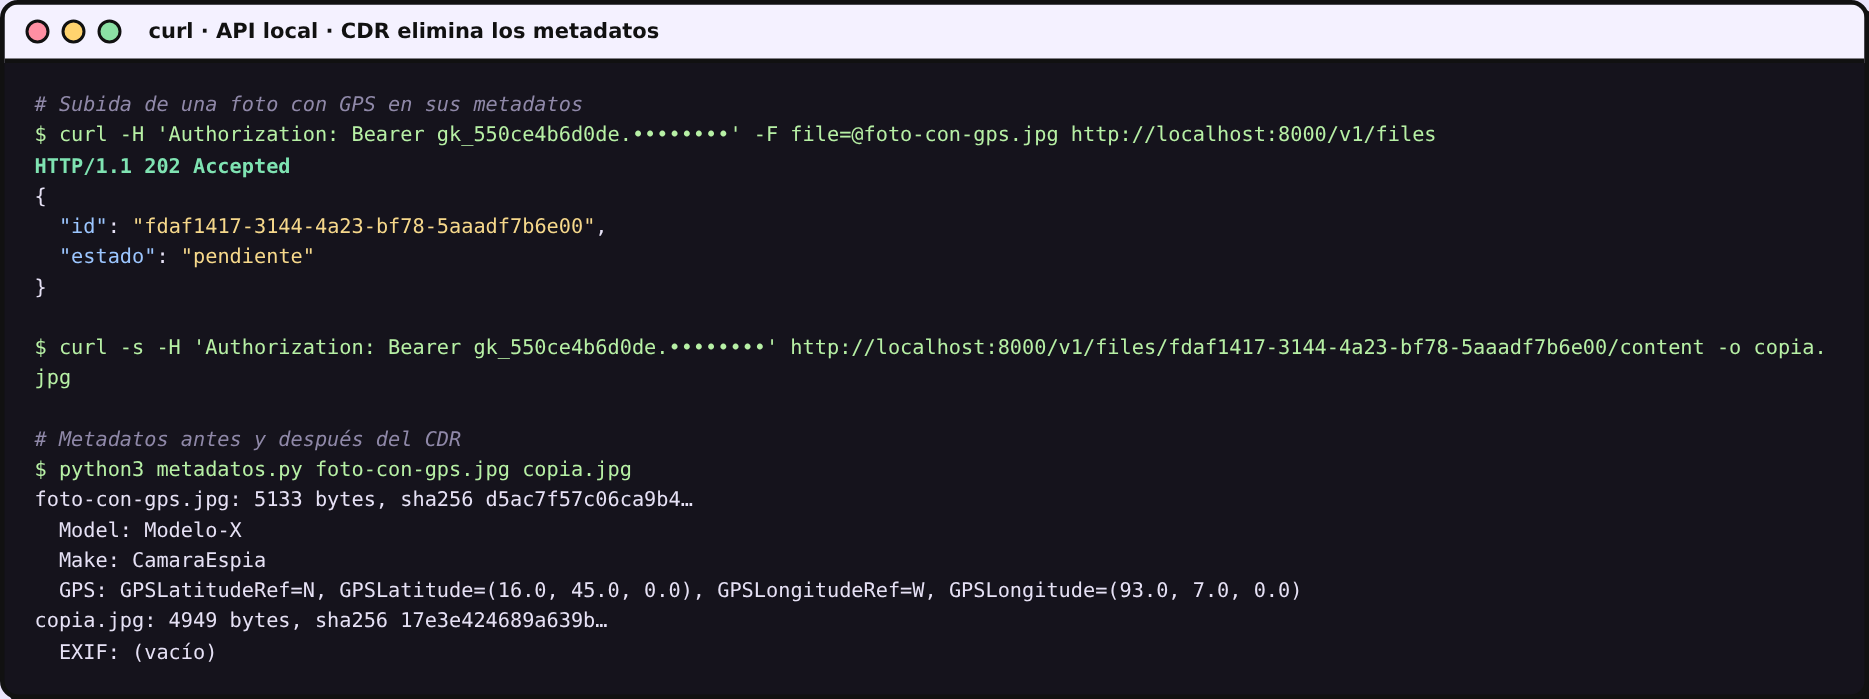 curl · API local · CDR elimina los metadatos
# Subida de una foto con GPS en sus metadatos
$ curl -H 'Authorization: Bearer gk_550ce4b6d0de.••••••••' -F file=@foto-con-gps.jpg http://localhost:8000/v1/files
HTTP/1.1 202 Accepted
{
  "id": "fdaf1417-3144-4a23-bf78-5aaadf7b6e00",
  "estado": "pendiente"
}
$ curl -s -H 'Authorization: Bearer gk_550ce4b6d0de.••••••••' http://localhost:8000/v1/files/fdaf1417-3144-4a23-bf78-5aaadf7b6e00/content -o copia.
jpg
# Metadatos antes y después del CDR
$ python3 metadatos.py foto-con-gps.jpg copia.jpg
foto-con-gps.jpg: 5133 bytes, sha256 d5ac7f57c06ca9b4…
  Model: Modelo-X
  Make: CamaraEspia
  GPS: GPSLatitudeRef=N, GPSLatitude=(16.0, 45.0, 0.0), GPSLongitudeRef=W, GPSLongitude=(93.0, 7.0, 0.0)
copia.jpg: 4949 bytes, sha256 17e3e424689a639b…
  EXIF: (vacío)